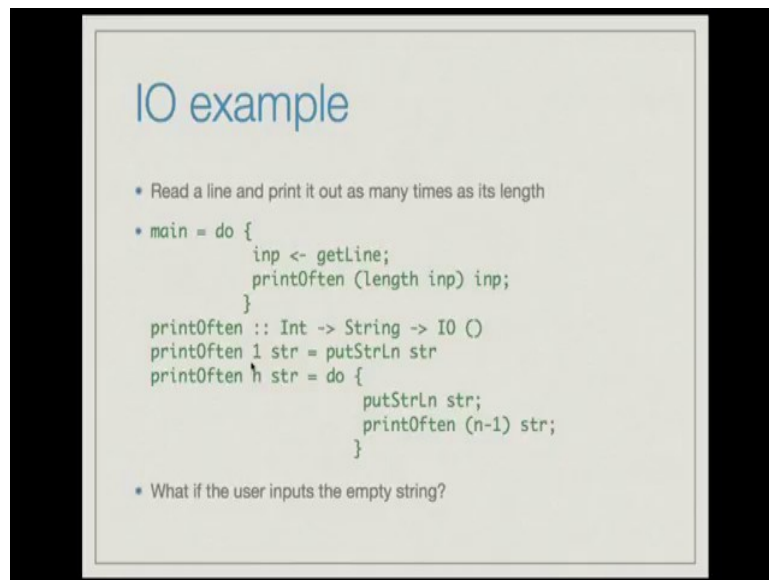 IO example
• Read a line and print it out as many times as its length
• main = do {
inp <- getLine;
printOften (length inp) inp;
}
printOften :: Int -> String -> IO ()
printOften 1 str = putStrLn str
printOften n str = do {
putStrLn str;
printOften (n-1) str;
}
• What if the user inputs the empty string?